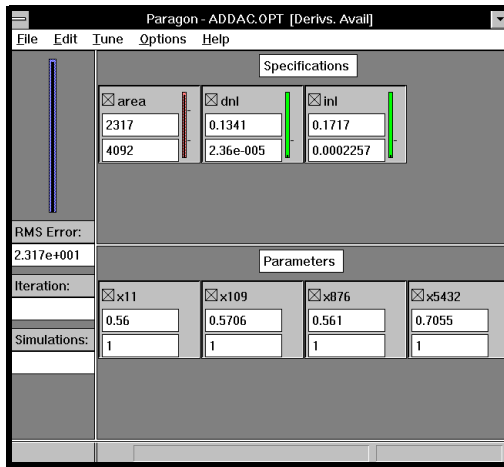 Paragon - ADDAC.OPT [Derivs. Avail]
File Edit Tune Options Help
Specifications
area
2317
4092
dnl
0.1341
2.36e-005
inl
0.1717
0.0002257
RMS Error:
2.317e+001
Iteration:
Simulations:
Parameters
x11
0.56
1
x109
0.5706
1
x876
0.561
1
x5432
0.7055
1